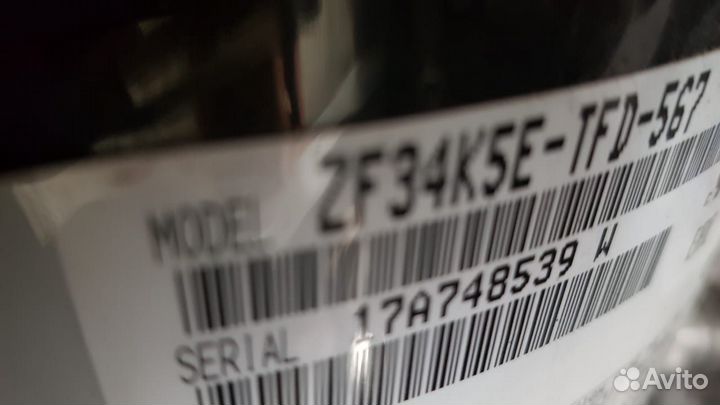 MODEL ZF34K5E-TFD-567
SERIAL 17A748539 W
Avito